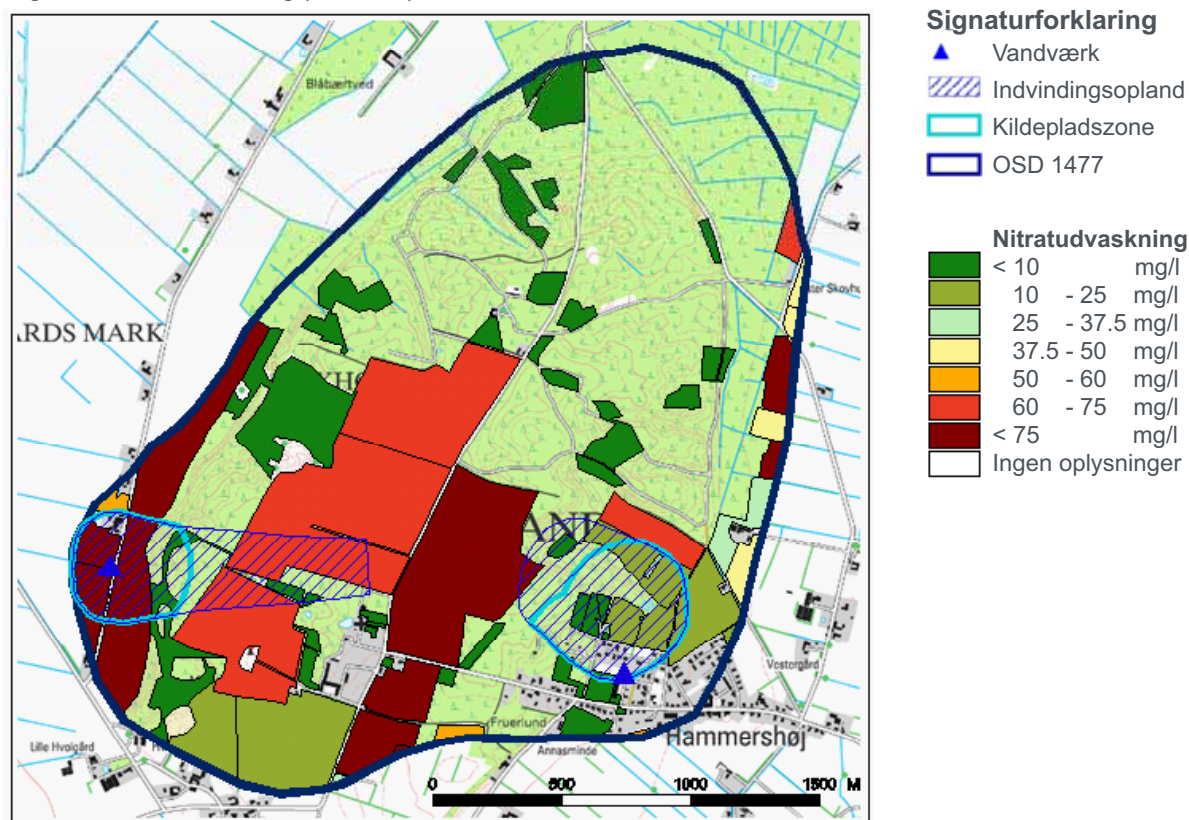 Signaturforklaring
Vandværk
Indvindingsopland
Kildepladszone
OSD 1477
Nitratudvaskning
< 10 mg/l
10 - 25 mg/l
25 - 37.5 mg/l
37.5 - 50 mg/l
50 - 60 mg/l
60 - 75 mg/l
< 75 mg/l
Ingen oplysninger
Blåbærtved
ARDS MARK
Vestergård
Lille Hvolgård
Fruerlund
Annasminde
Hammershøj
0 500 1000 1500 M